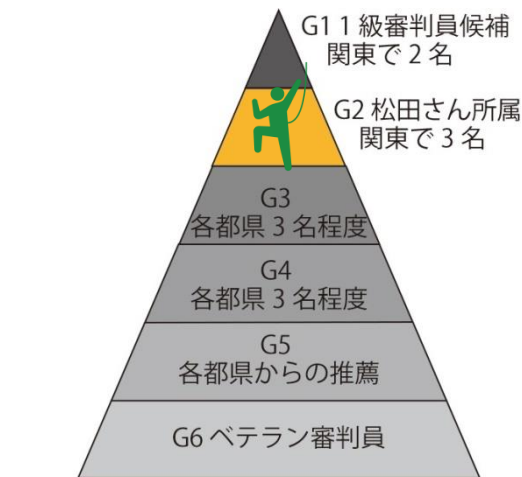 G1 1 級審判員候補
関東で 2 名
G2 松田さん所属
関東で 3 名
G3
各都県 3 名程度
G4
各都県 3 名程度
G5
各都県からの推薦
G6 ベテラン審判員